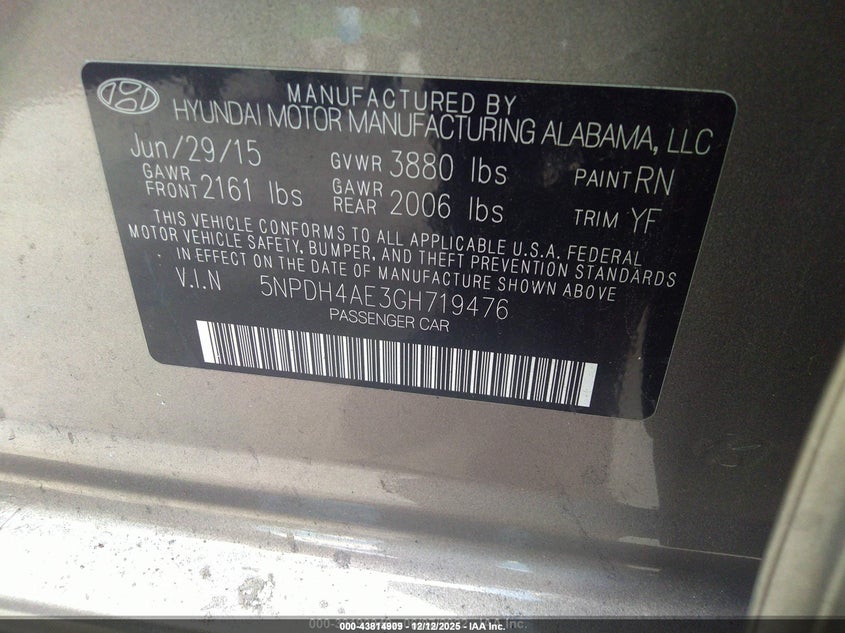 MANUFACTURED BY
HYUNDAI MOTOR MANUFACTURING ALABAMA, LLC
Jun/29/15 GVWR 3880 lbs PAINT RN
GAWR FRONT 2161 lbs GAWR REAR 2006 lbs TRIM YF
THIS VEHICLE CONFORMS TO ALL APPLICABLE U.S.A. FEDERAL
MOTOR VEHICLE SAFETY, BUMPER, AND THEFT PREVENTION STANDARDS
IN EFFECT ON THE DATE OF MANUFACTURE SHOWN ABOVE
V.I.N 5NPDH4AE3GH719476
PASSENGER CAR
000-43814909 - 12/12/2025 - IAA Inc.